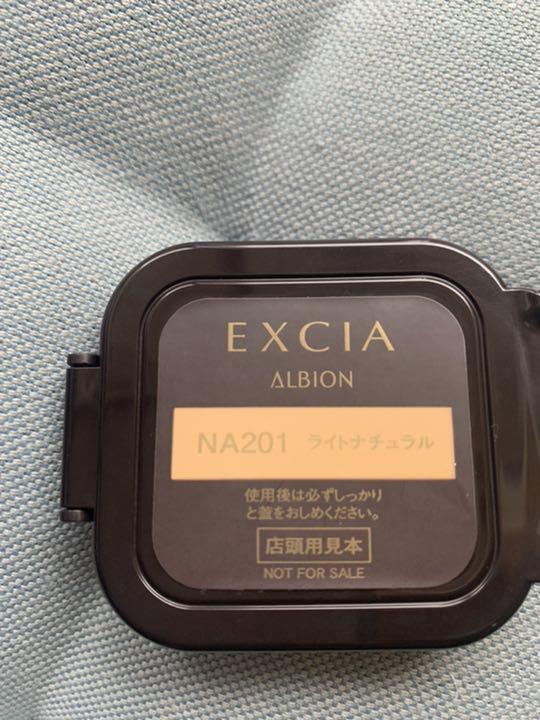 EXCIA
ALBION
NA201 ライトナチュラル
使用後は必ずしっかり
と蓋をおしめください。
店頭用見本
NOT FOR SALE